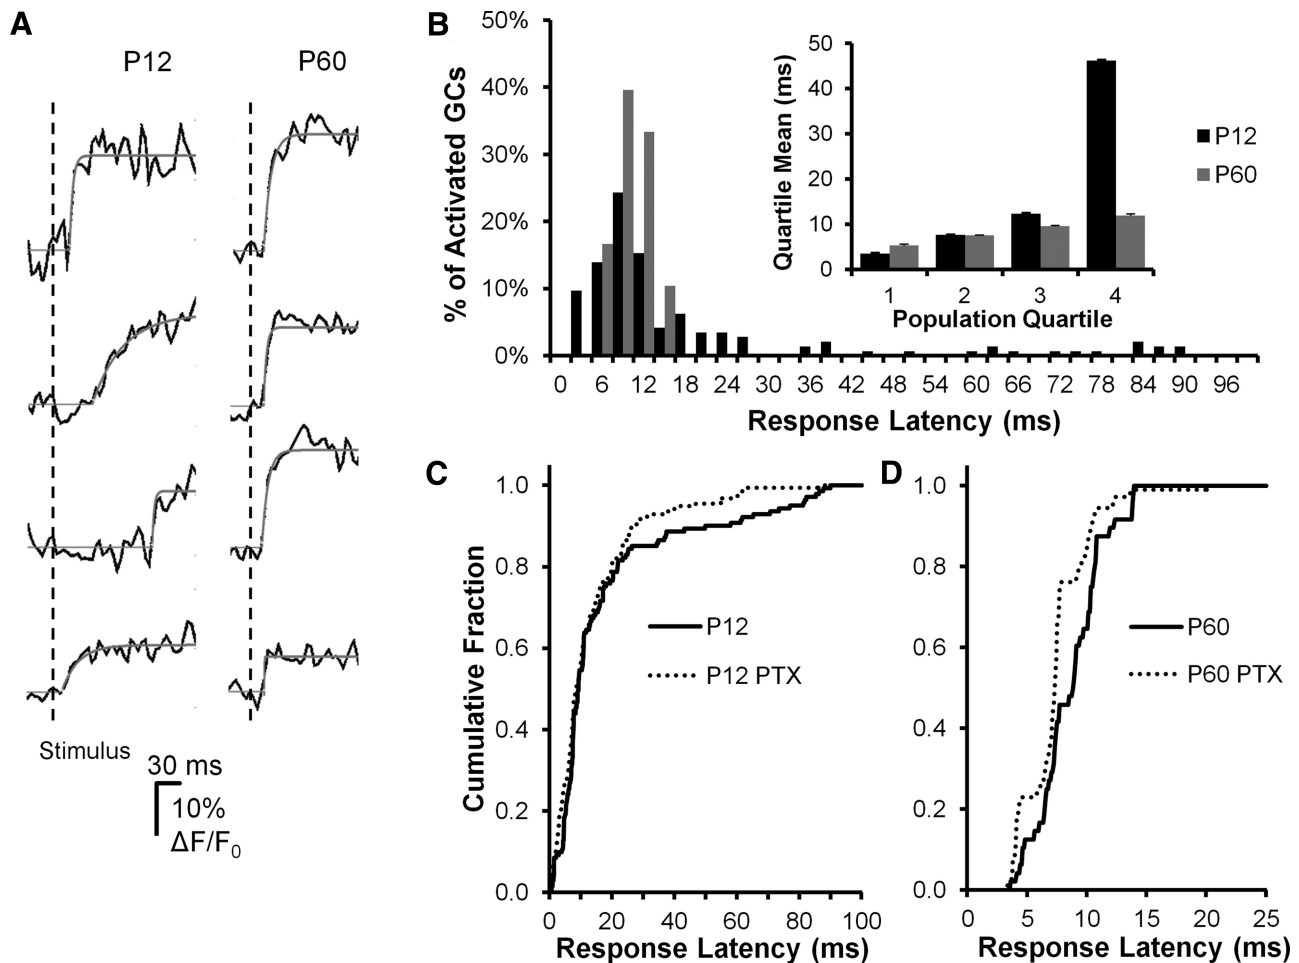 A
P12
P60
Stimulus
30 ms
10%
ΔF/F0
B
50%
40%
30%
20%
10%
0%
% of Activated GCs
0 6 12 18 24 30 36 42 48 54 60 66 72 78 84 90 96
Response Latency (ms)
50
40
30
20
10
0
Quartile Mean (ms)
1 2 3 4
Population Quartile
P12
P60
C
1.0
0.8
0.6
0.4
0.2
0.0
Cumulative Fraction
P12
P12 PTX
0 20 40 60 80 100
Response Latency (ms)
D
1.0
0.8
0.6
0.4
0.2
0.0
P60
P60 PTX
0 5 10 15 20 25
Response Latency (ms)